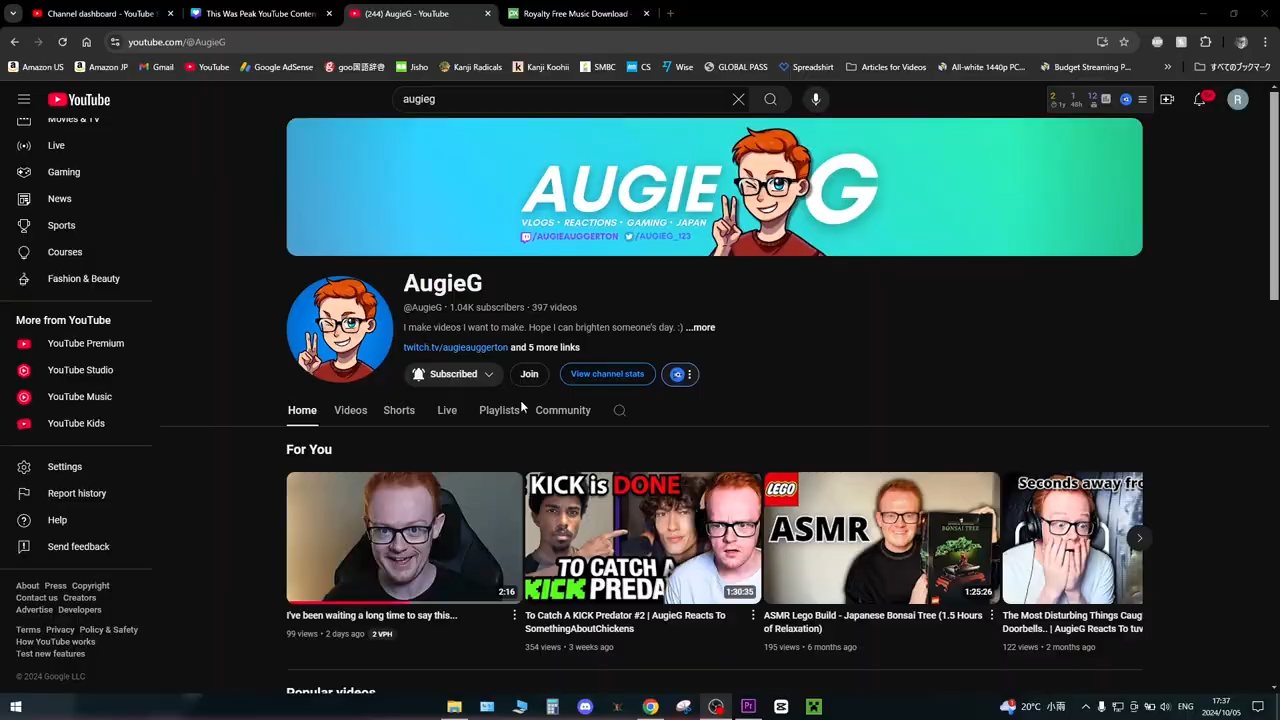 Channel dashboard - YouTube S
This Was Peak YouTube Conten
(244) AugieG - YouTube
Royalty Free Music Download
youtube.com/@AugieG
Amazon US
Amazon JP
Gmail
YouTube
Google AdSense
goo国語辞書
Jisho
Kanji Radicals
Kanji Koohii
SMBC
CS
Wise
GLOBAL PASS
Spreadshirt
Articles for Videos
All-white 1440p PC...
Budget Streaming P...
すべてのブックマーク
YouTube
augieg
2 1 12
1y 48h
R
Movies & TV
Live
Gaming
News
Sports
Courses
Fashion & Beauty
More from YouTube
YouTube Premium
YouTube Studio
YouTube Music
YouTube Kids
Settings
Report history
Help
Send feedback
About Press Copyright
Contact us Creators
Advertise Developers
Terms Privacy Policy & Safety
How YouTube works
Test new features
© 2024 Google LLC
AUGIE G
VLOGS • REACTIONS • GAMING • JAPAN
/AUGIEAUGGERTON /AUGIEG_123
AugieG
@AugieG • 1.04K subscribers • 397 videos
I make videos I want to make. Hope I can brighten someone's day. :) ...more
twitch.tv/augieauggerton and 5 more links
Subscribed
Join
View channel stats
Home
Videos
Shorts
Live
Playlists
Community
For You
2:16
I've been waiting a long time to say this...
99 views • 2 days ago 2 VPH
KICK is DONE
TO CATCH A
KICK PREDA
1:30:35
To Catch A KICK Predator #2 | AugieG Reacts To
SomethingAboutChickens
354 views • 3 weeks ago
LEGO
ASMR
BONSAI TREE
1:25:26
ASMR Lego Build - Japanese Bonsai Tree (1.5 Hours
of Relaxation)
195 views • 6 months ago
Seconds away fro
The Most Disturbing Things Caug
Doorbells.. | AugieG Reacts To tuv
122 views • 2 months ago
Popular videos
20°C 小雨
ENG
17:37
2024/10/05